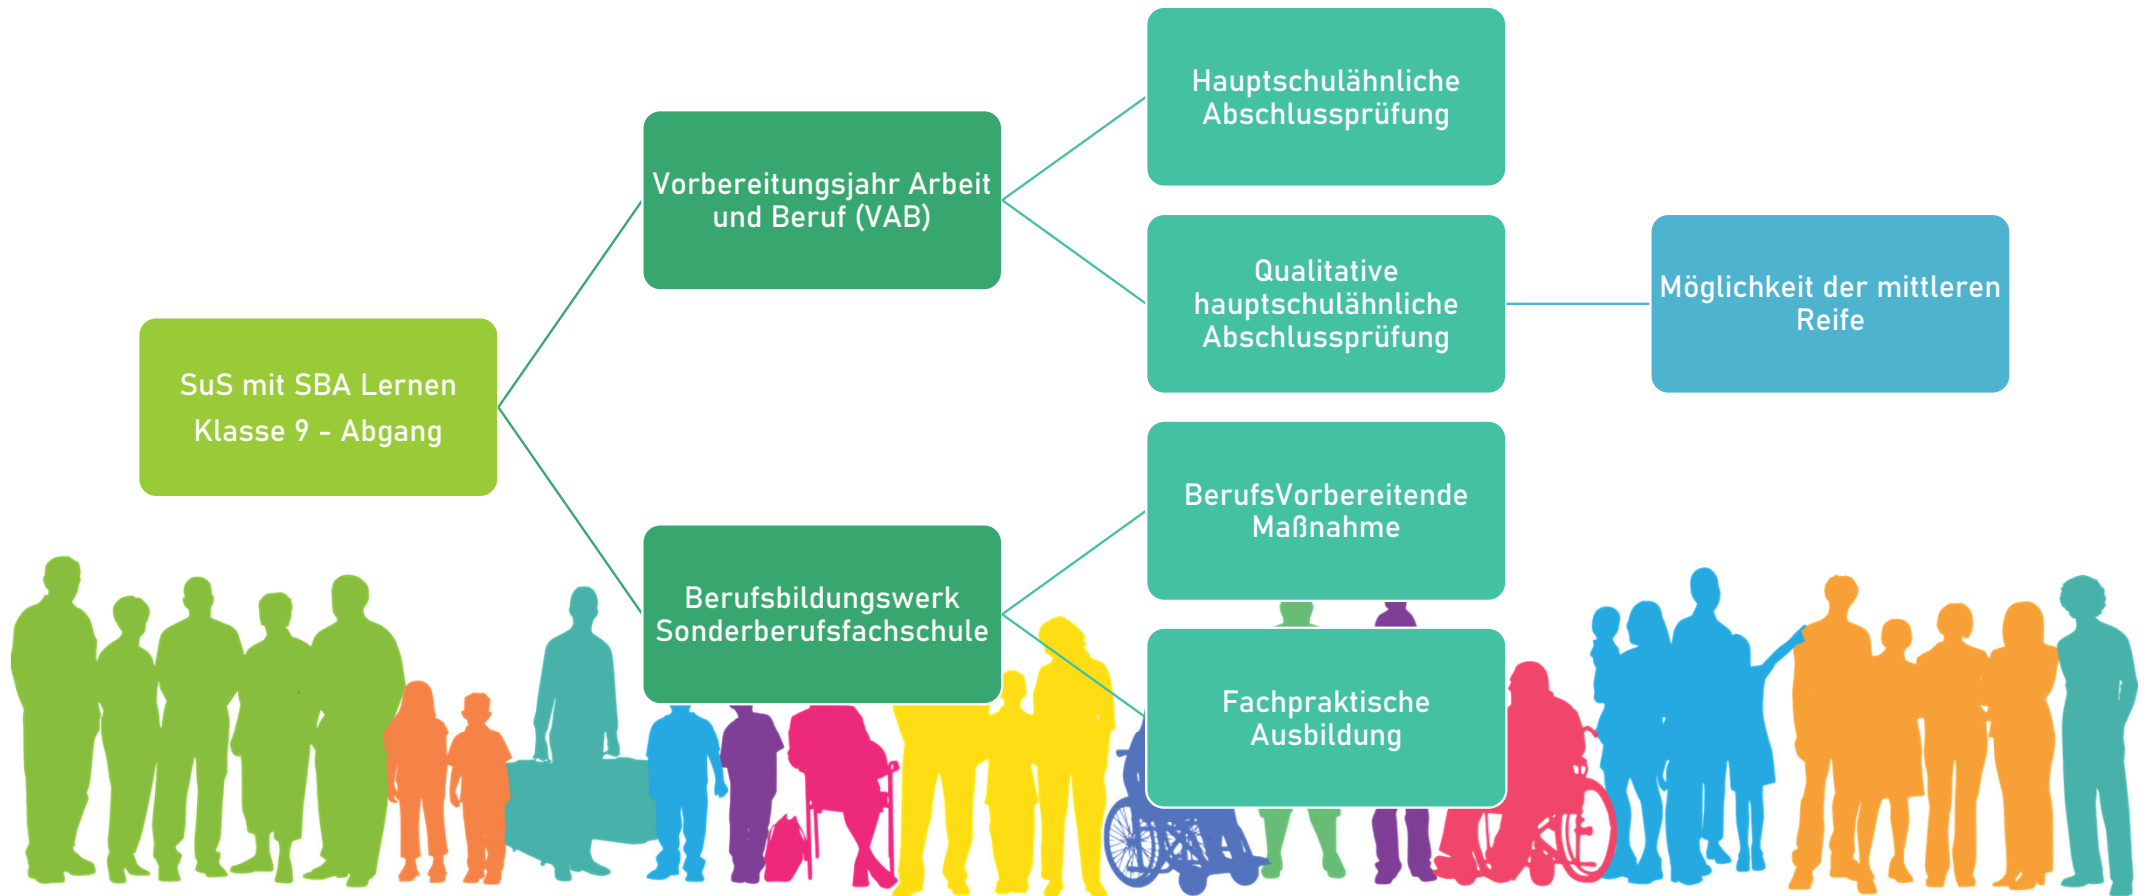 SuS mit SBA Lernen
Klasse 9 - Abgang
Vorbereitungsjahr Arbeit
und Beruf (VAB)
Hauptschulähnliche
Abschlussprüfung
Qualitative
hauptschulähnliche
Abschlussprüfung
Möglichkeit der mittleren
Reife
Berufsbildungswerk
Sonderberufsfachschule
BerufsVorbereitende
Maßnahme
Fachpraktische
Ausbildung